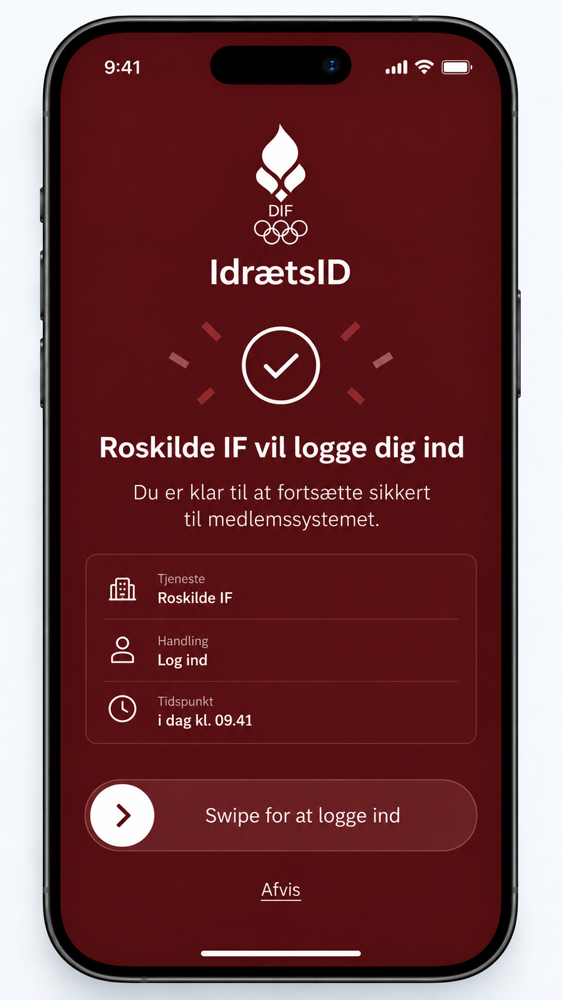 9:41
DIF
IdrætsID
Roskilde IF vil logge dig ind
Du er klar til at fortsætte sikkert
til medlemssystemet.
Tjeneste
Roskilde IF
Handling
Log ind
Tidspunkt
i dag kl. 09.41
Swipe for at logge ind
Afvis